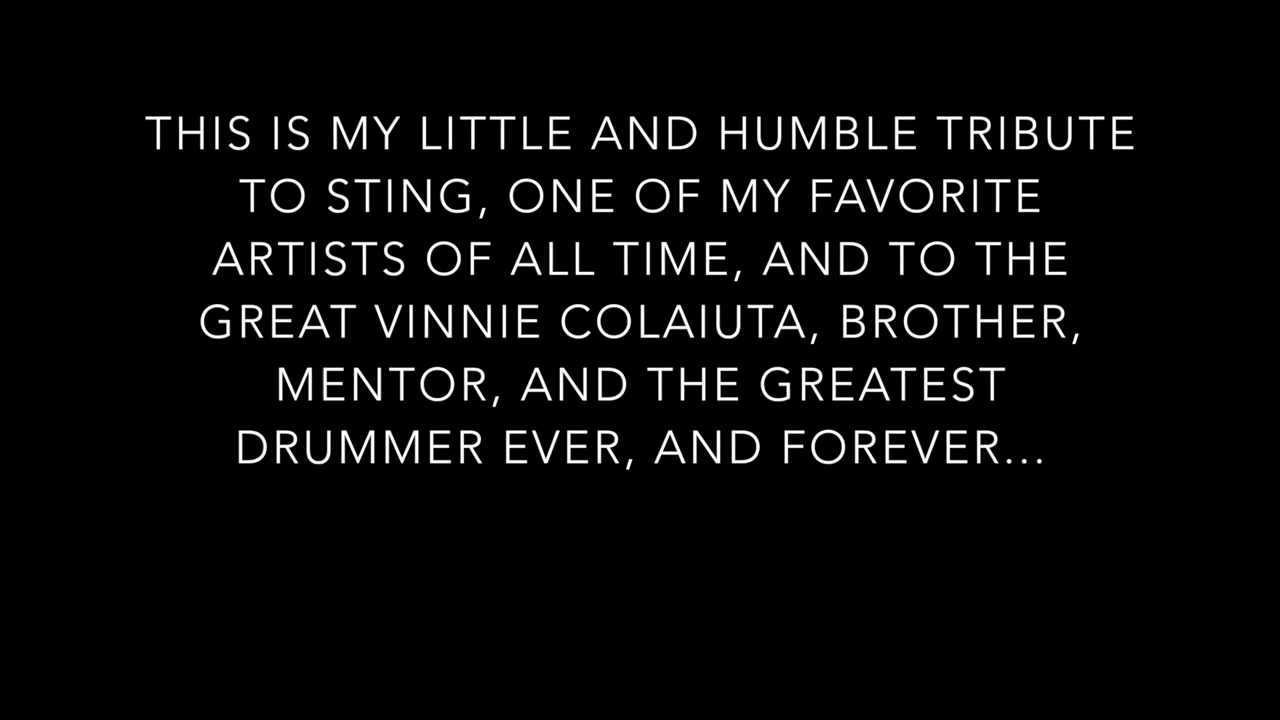 THIS IS MY LITTLE AND HUMBLE TRIBUTE
TO STING, ONE OF MY FAVORITE
ARTISTS OF ALL TIME, AND TO THE
GREAT VINNIE COLAIUTA, BROTHER,
MENTOR, AND THE GREATEST
DRUMMER EVER, AND FOREVER...